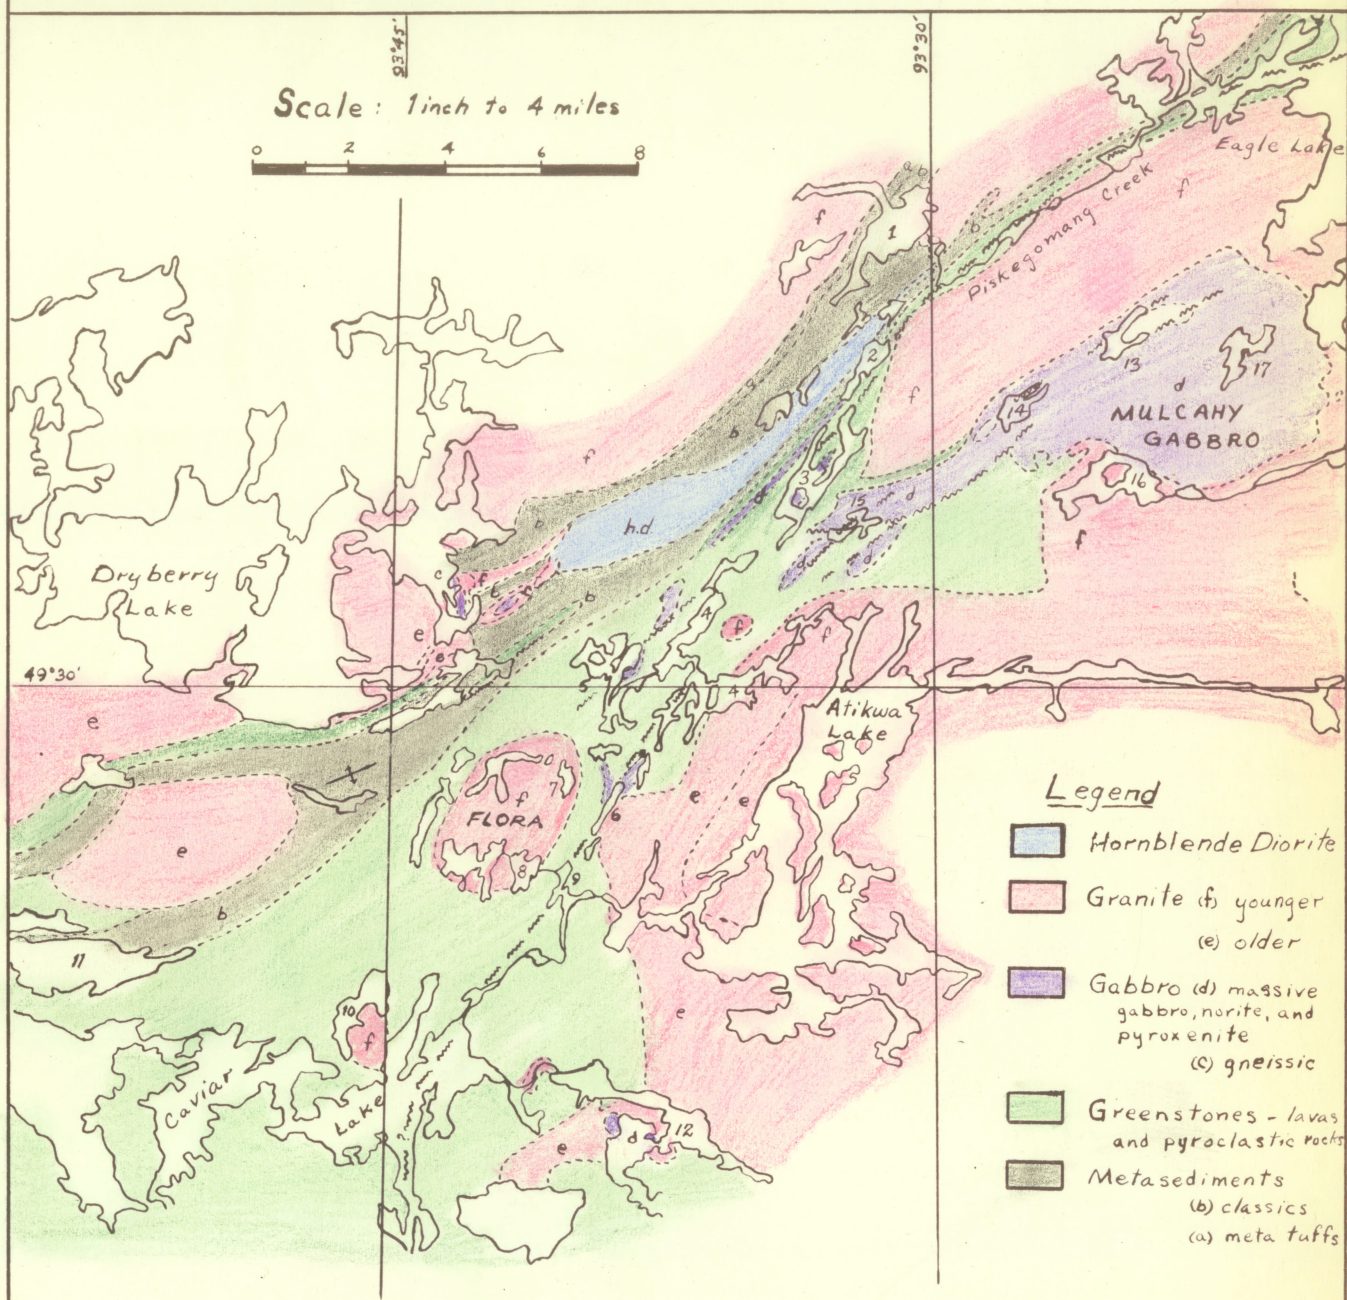 93°45'
93°30'
Scale: 1 inch to 4 miles
0 2 4 6 8
Eagle Lake
Piskegomang Creek
a b
f
1
b
f
2
f
13
17
d
14
MULCAHY
GABBRO
b
f
3
16
d
15
d
b
h.d.
f
d
d
Dryberry
Lake
c
f
b
f
b
e
4
f
f
e
49°30'
5
4
e
Atikwa
Lake
f
7
FLORA
6
e
e
e
8
9
b
11
10
f
e
Caviar
Lake
?
12
d
e
Legend
Hornblende Diorite
Granite (f) younger
(e) older
Gabbro (d) massive
gabbro, norite, and
pyroxenite
(c) gneissic
Greenstones - lavas
and pyroclastic rocks
Metasediments
(b) classics
(a) meta tuffs